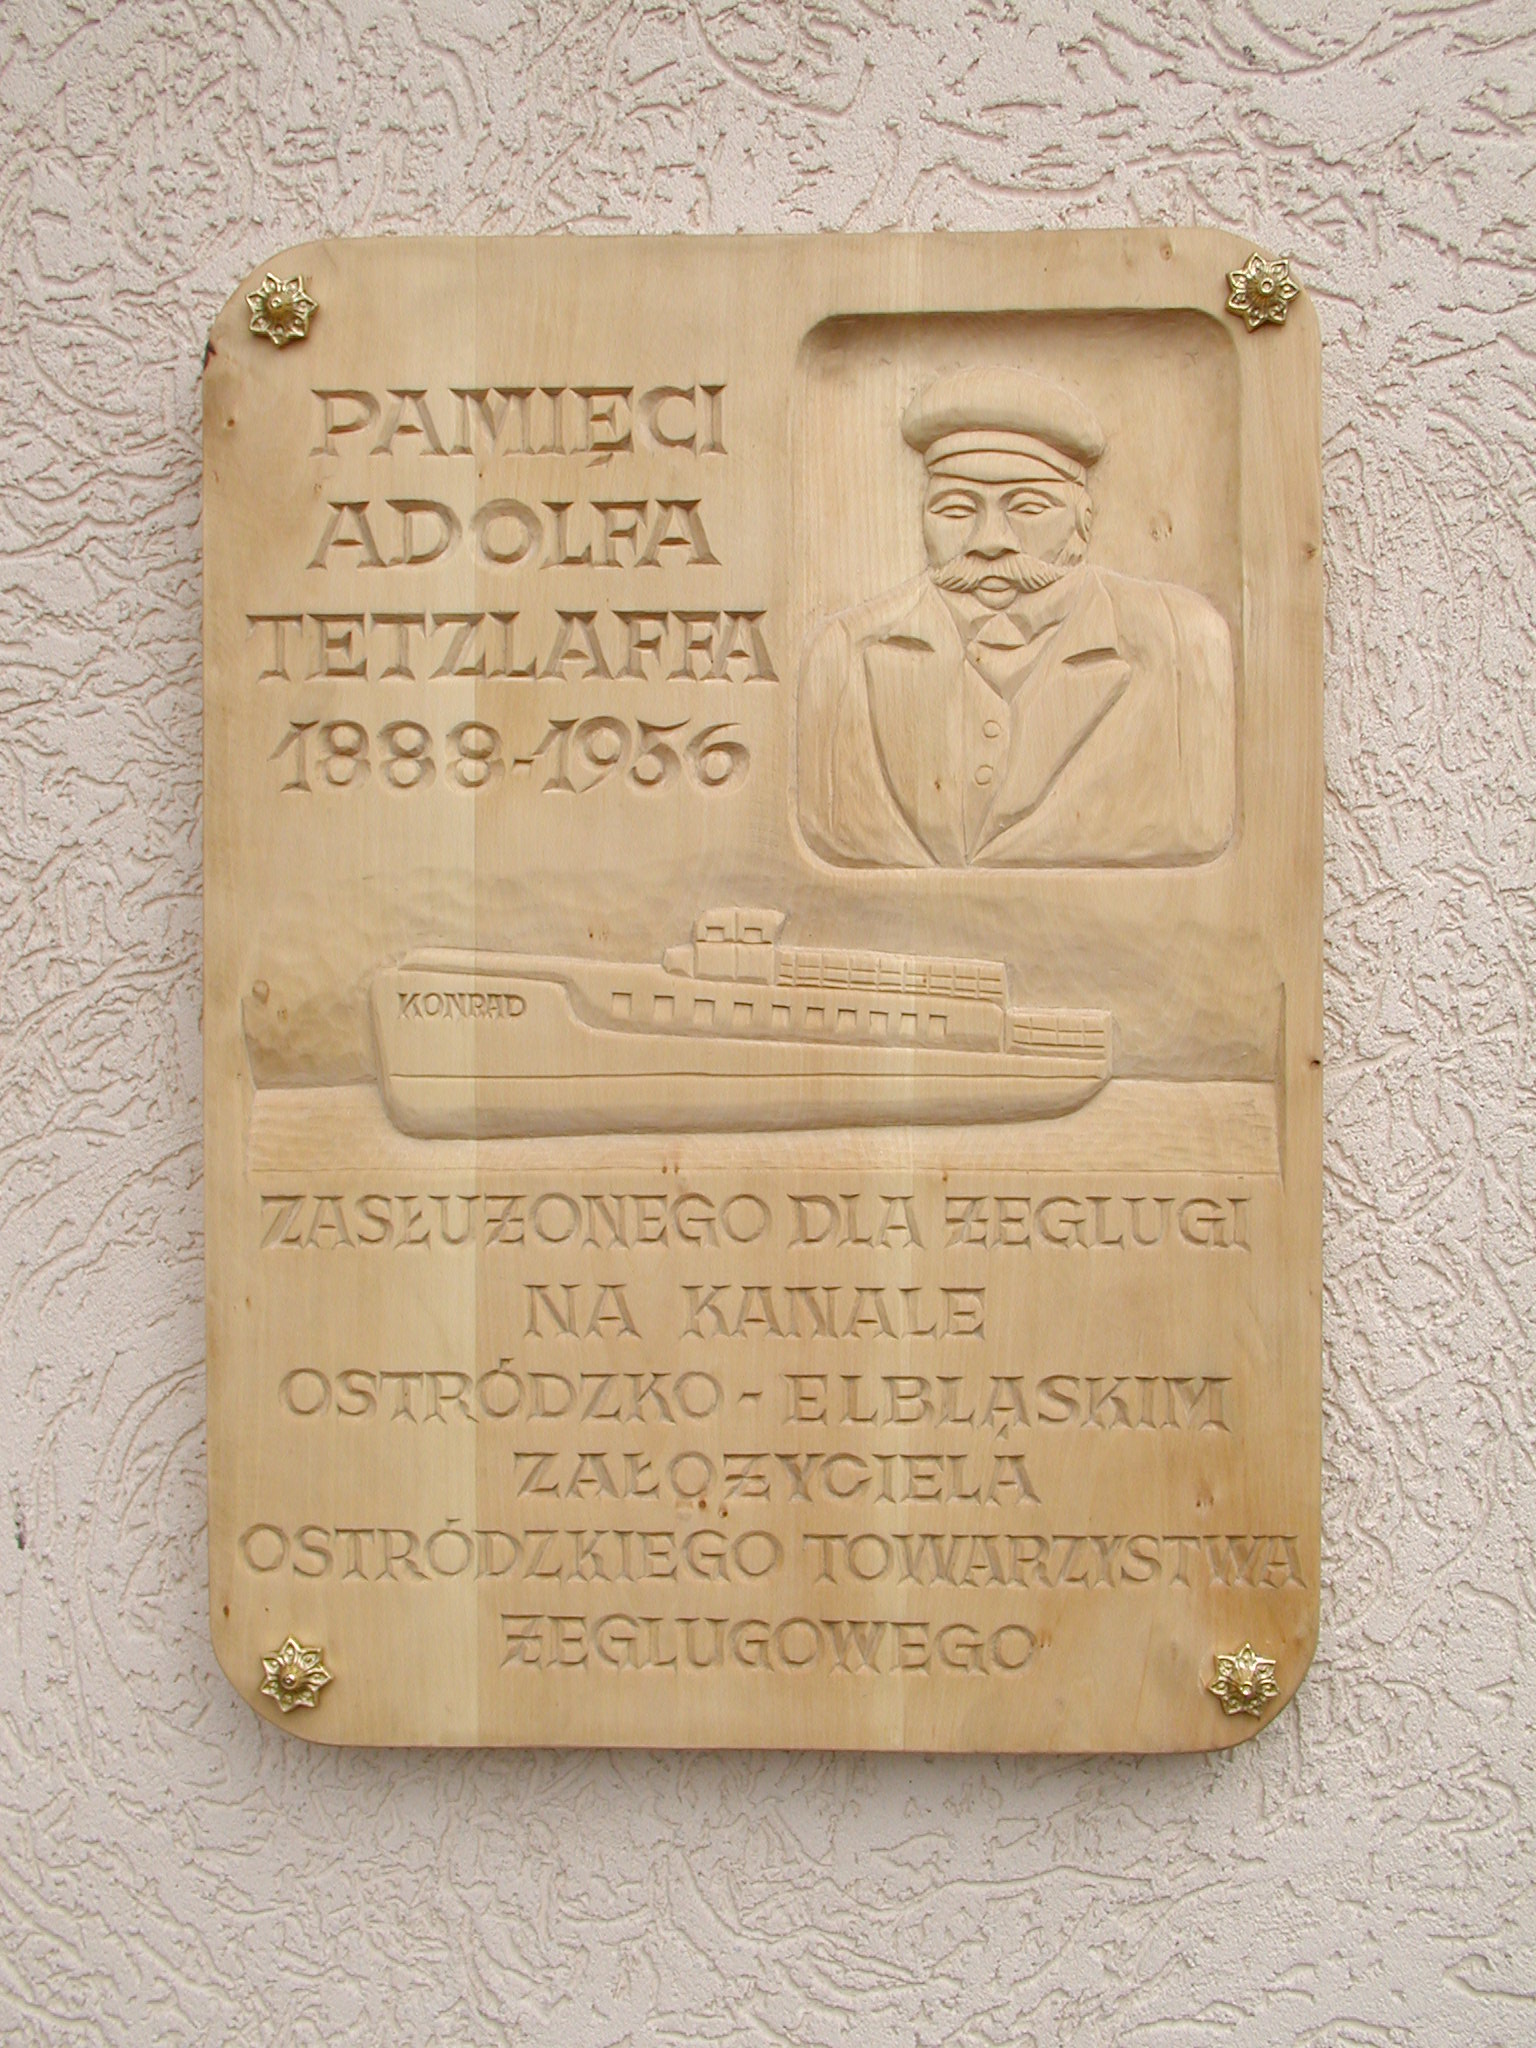 PAMIĘCI
ADOLFA
TETZLAFFA
1888-1956
KONRAD
ZASŁUŻONEGO DLA ŻEGLUGI
NA KANALE
OSTRÓDZKO - ELBLĄSKIM
ZAŁOŻYCIELA
OSTRÓDZKIEGO TOWARZYSTWA
ŻEGLUGOWEGO